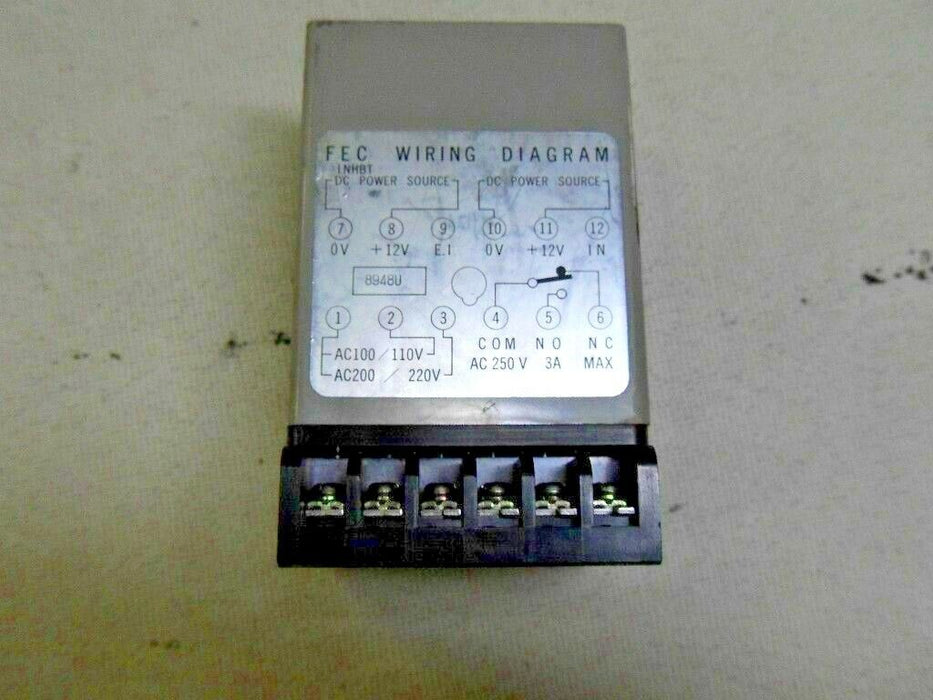 FEC WIRING DIAGRAM
INHBT
DC POWER SOURCE DC POWER SOURCE
7 8 9 10 11 12
0V +12V E.I 0V +12V IN
8948U
1 2 3 4 5 6
COM NO NC
AC100 / 110V AC 250 V 3A MAX
AC200 / 220V